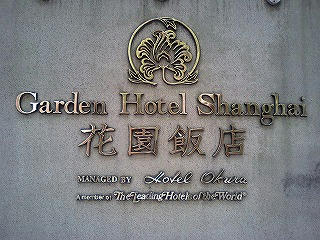 Garden Hotel Shanghai
花園飯店
MANAGED BY Hotel Okura
A member of "The Leading Hotels of the World"